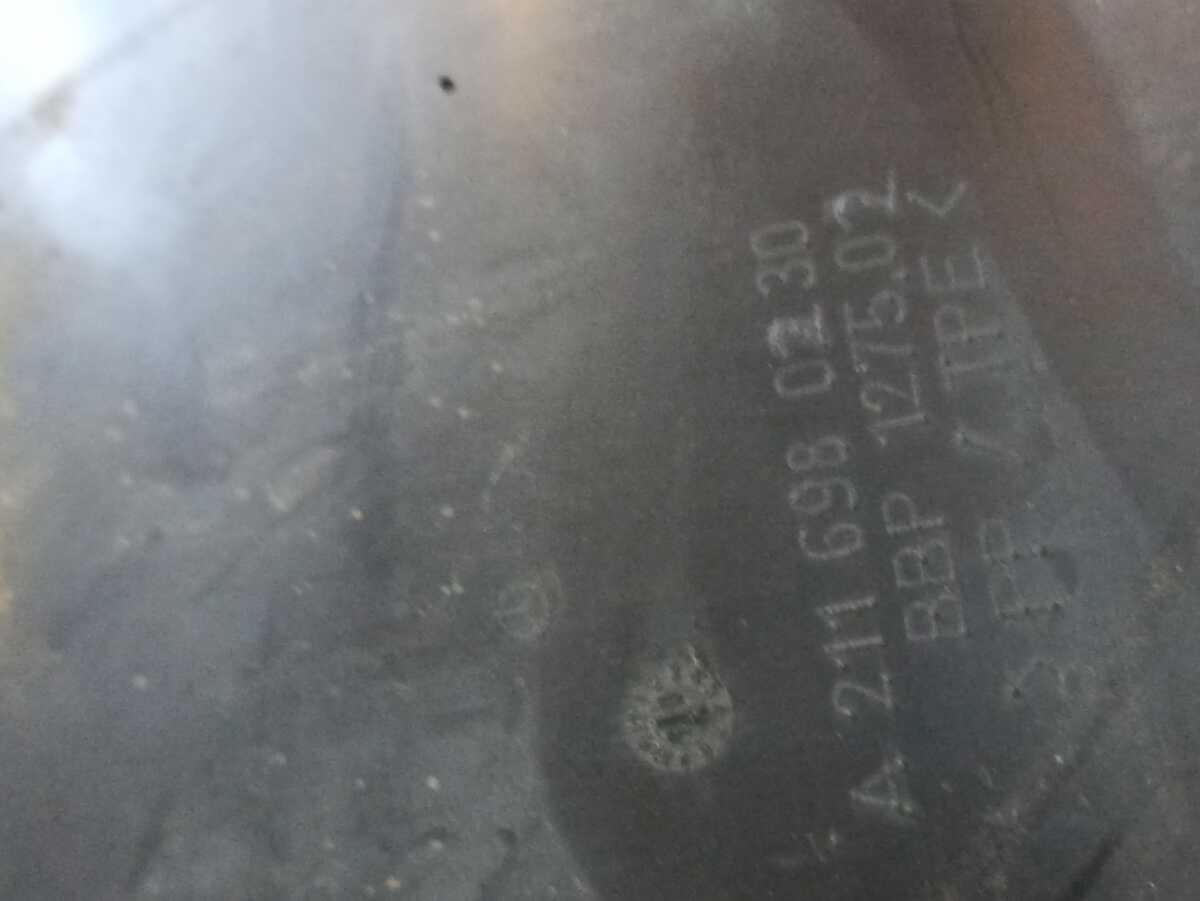 A 211 698 02 30
BBP 1275.02
> PP / TPE <